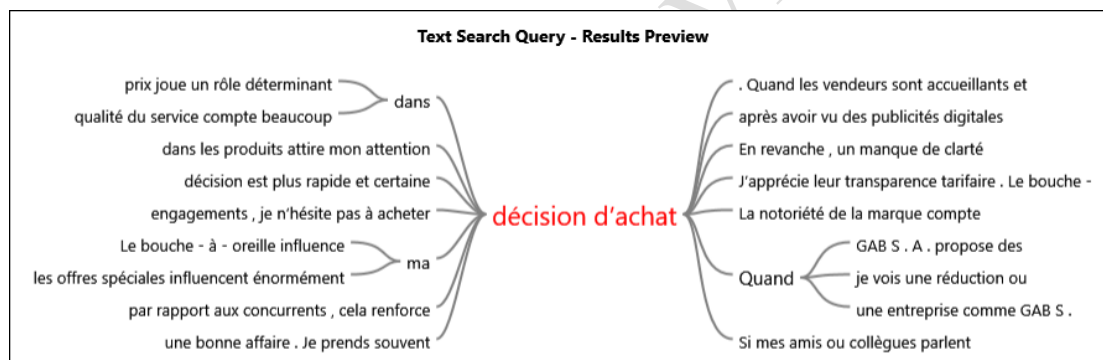 Text Search Query - Results Preview
prix joue un rôle déterminant
qualité du service compte beaucoup
dans
dans les produits attire mon attention
décision est plus rapide et certaine
engagements , je n'hésite pas à acheter
Le bouche - à - oreille influence
les offres spéciales influencent énormément
ma
par rapport aux concurrents , cela renforce
une bonne affaire . Je prends souvent
décision d'achat
. Quand les vendeurs sont accueillants et
après avoir vu des publicités digitales
En revanche , un manque de clarté
J'apprécie leur transparence tarifaire . Le bouche -
La notoriété de la marque compte
Quand
GAB S . A . propose des
je vois une réduction ou
une entreprise comme GAB S .
Si mes amis ou collègues parlent